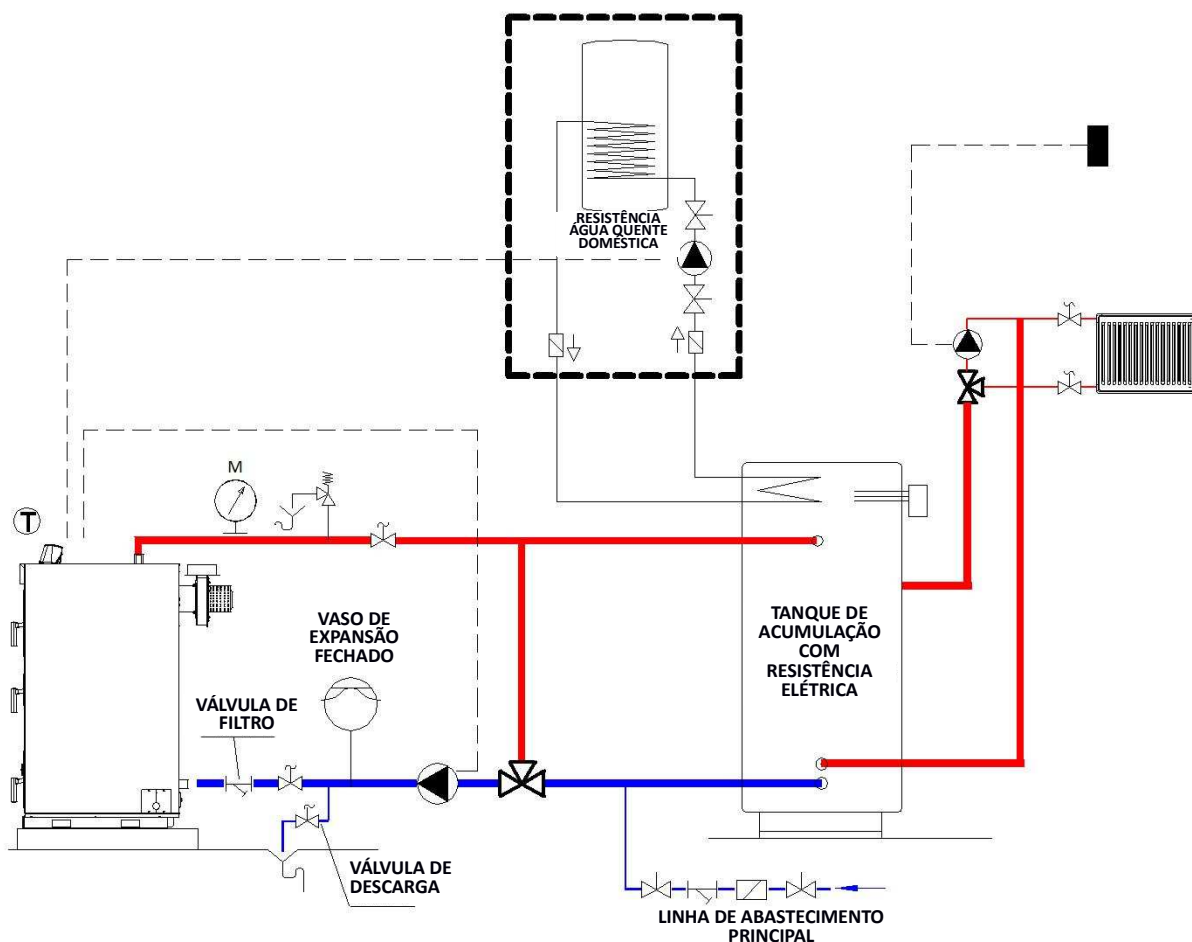 RESISTÊNCIA
ÁGUA QUENTE
DOMÉSTICA
M
T
VASO DE
EXPANSÃO
FECHADO
TANQUE DE
ACUMULAÇÃO
COM
RESISTÊNCIA
ELÉTRICA
VÁLVULA DE
FILTRO
VÁLVULA DE
DESCARGA
LINHA DE ABASTECIMENTO
PRINCIPAL